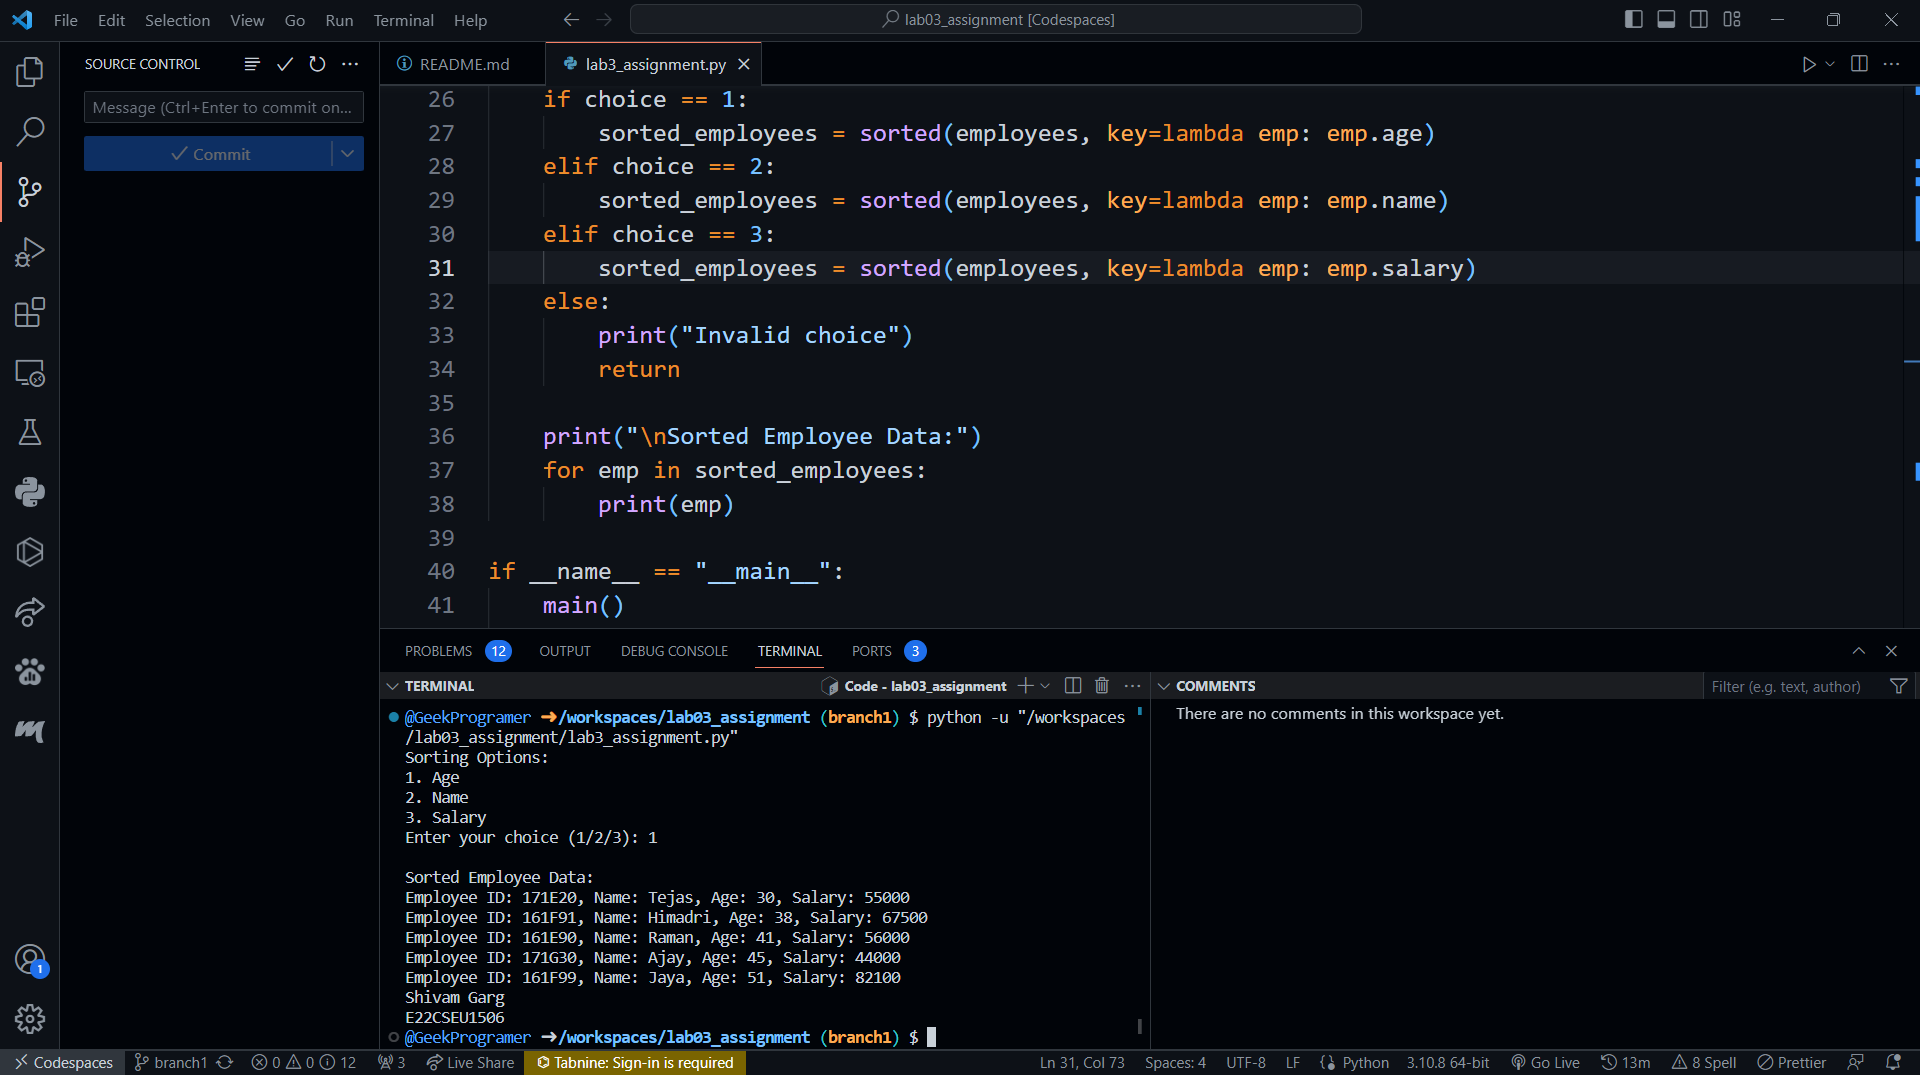 File Edit Selection View Go Run Terminal Help
lab03_assignment [Codespaces]
SOURCE CONTROL
Message (Ctrl+Enter to commit on...
Commit
README.md
lab3_assignment.py
26 if choice == 1:
27 sorted_employees = sorted(employees, key=lambda emp: emp.age)
28 elif choice == 2:
29 sorted_employees = sorted(employees, key=lambda emp: emp.name)
30 elif choice == 3:
31 sorted_employees = sorted(employees, key=lambda emp: emp.salary)
32 else:
33 print("Invalid choice")
34 return
35
36 print("\nSorted Employee Data:")
37 for emp in sorted_employees:
38 print(emp)
39
40 if __name__ == "__main__":
41 main()
PROBLEMS 12 OUTPUT DEBUG CONSOLE TERMINAL PORTS 3
TERMINAL
Code - lab03_assignment
@GeekProgramer ➜/workspaces/lab03_assignment (branch1) $ python -u "/workspaces
/lab03_assignment/lab3_assignment.py"
Sorting Options:
1. Age
2. Name
3. Salary
Enter your choice (1/2/3): 1
Sorted Employee Data:
Employee ID: 171E20, Name: Tejas, Age: 30, Salary: 55000
Employee ID: 161F91, Name: Himadri, Age: 38, Salary: 67500
Employee ID: 161E90, Name: Raman, Age: 41, Salary: 56000
Employee ID: 171G30, Name: Ajay, Age: 45, Salary: 44000
Employee ID: 161F99, Name: Jaya, Age: 51, Salary: 82100
Shivam Garg
E22CSEU1506
@GeekProgramer ➜/workspaces/lab03_assignment (branch1) $
COMMENTS
Filter (e.g. text, author)
There are no comments in this workspace yet.
1
Codespaces branch1 0 0 12 3 Live Share Tabnine: Sign-in is required Ln 31, Col 73 Spaces: 4 UTF-8 LF Python 3.10.8 64-bit Go Live 13m 8 Spell Prettier